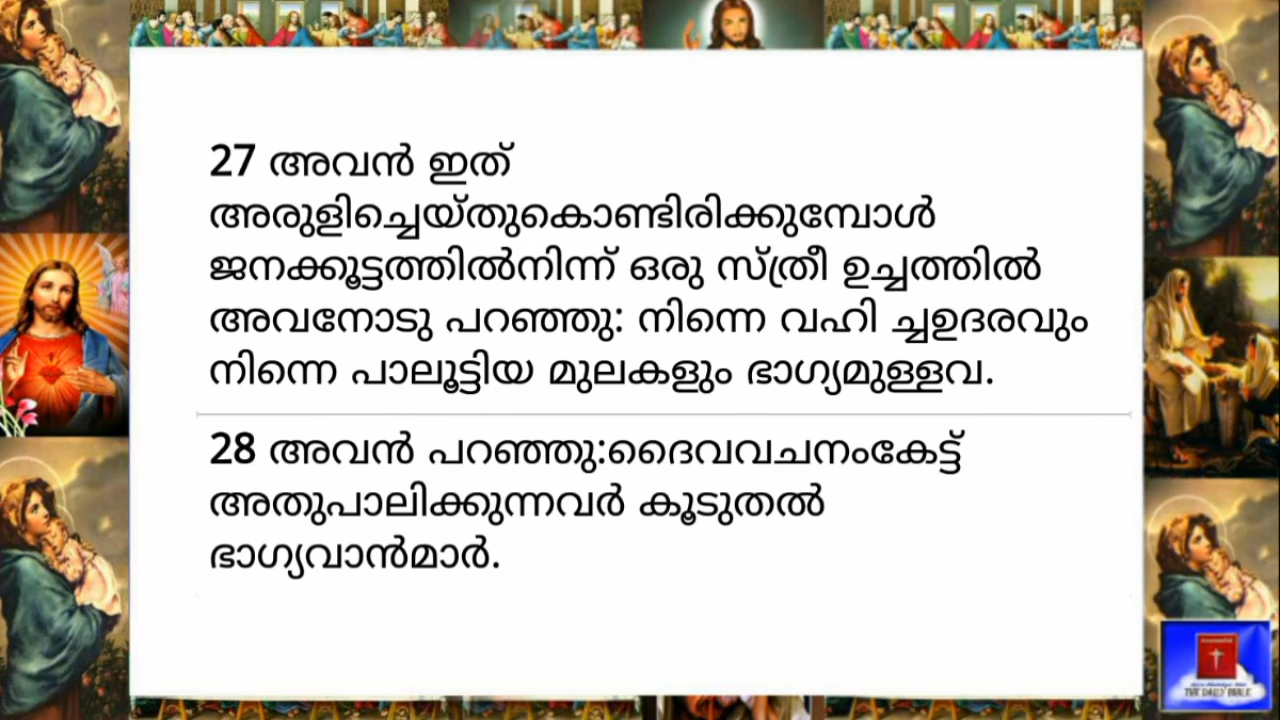 27 അവൻ ഇത്
അരുളിച്ചെയ്തുകൊണ്ടിരിക്കുമ്പോൾ
ജനക്കൂട്ടത്തിൽനിന്ന് ഒരു സ്ത്രീ ഉച്ചത്തിൽ
അവനോടു പറഞ്ഞു: നിന്നെ വഹി ച്ചഉദരവും
നിന്നെ പാലൂട്ടിയ മുലകളും ഭാഗ്യമുള്ളവ.
28 അവൻ പറഞ്ഞു:ദൈവവചനംകേട്ട്
അതുപാലിക്കുന്നവർ കൂടുതൽ
ഭാഗ്യവാൻമാർ.
THE DAILY BIBLE